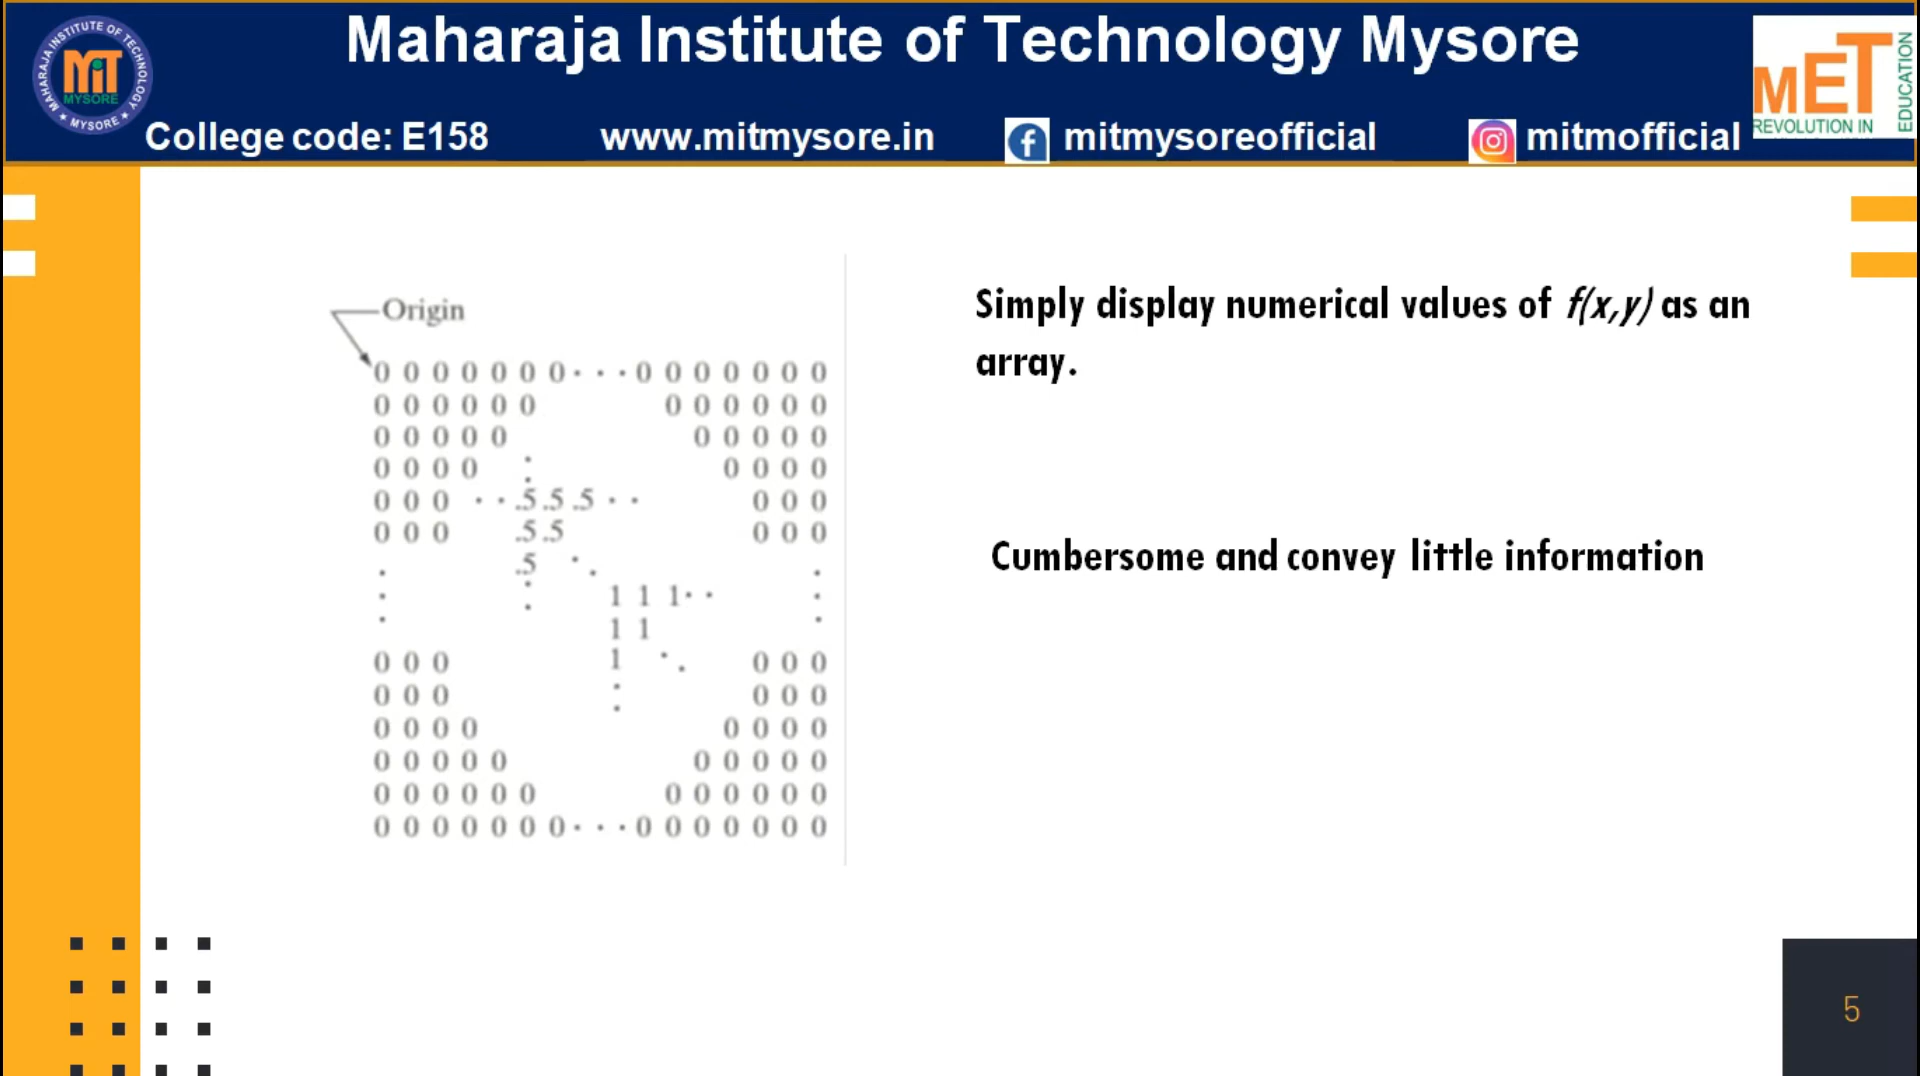 Maharaja Institute of Technology Mysore
MAHARAJA INSTITUTE OF TECHNOLOGY
MIT
MYSORE
★ MYSORE ★
MET
REVOLUTION IN
EDUCATION
College code: E158 www.mitmysore.in mitmysoreofficial mitmofficial
Origin
0 0 0 0 0 0 0 · · · 0 0 0 0 0 0 0
0 0 0 0 0 0 0 0 0 0 0 0
0 0 0 0 0 0 0 0 0 0
0 0 0 0 0 0 0 0
0 0 0 · · .5 .5 .5 · · 0 0 0
0 0 0 .5 .5 0 0 0
.5
1 1 1 · ·
1 1
0 0 0 1 0 0 0
0 0 0 0 0 0
0 0 0 0 0 0 0 0
0 0 0 0 0 0 0 0 0 0
0 0 0 0 0 0 0 0 0 0 0 0
0 0 0 0 0 0 0 · · · 0 0 0 0 0 0 0
Simply display numerical values of f(x,y) as an
array.
Cumbersome and convey little information
5